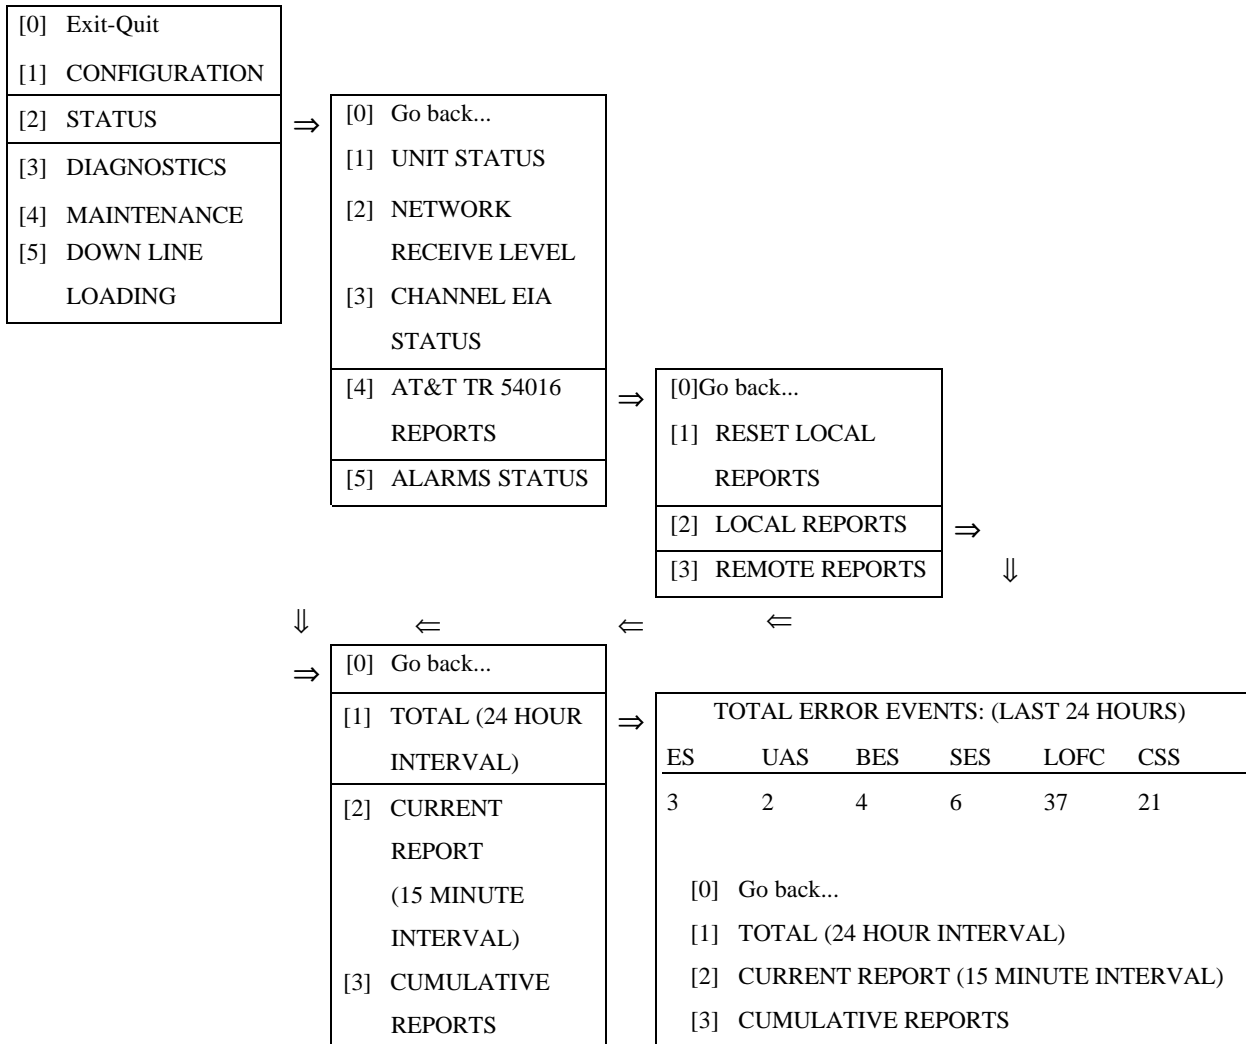 [0] Exit-Quit
[1] CONFIGURATION
[2] STATUS
[3] DIAGNOSTICS
[4] MAINTENANCE
[5] DOWN LINE
LOADING
⇒
[0] Go back...
[1] UNIT STATUS
[2] NETWORK
RECEIVE LEVEL
[3] CHANNEL EIA
STATUS
[4] AT&T TR 54016
REPORTS
[5] ALARMS STATUS
⇒
[0]Go back...
[1] RESET LOCAL
REPORTS
[2] LOCAL REPORTS ⇒
[3] REMOTE REPORTS ⇓
⇓ ⇐ ⇐ ⇐
⇒
[0] Go back...
[1] TOTAL (24 HOUR
INTERVAL)
[2] CURRENT
REPORT
(15 MINUTE
INTERVAL)
[3] CUMULATIVE
REPORTS
⇒
TOTAL ERROR EVENTS: (LAST 24 HOURS)
ES UAS BES SES LOFC CSS
3 2 4 6 37 21
[0] Go back...
[1] TOTAL (24 HOUR INTERVAL)
[2] CURRENT REPORT (15 MINUTE INTERVAL)
[3] CUMULATIVE REPORTS